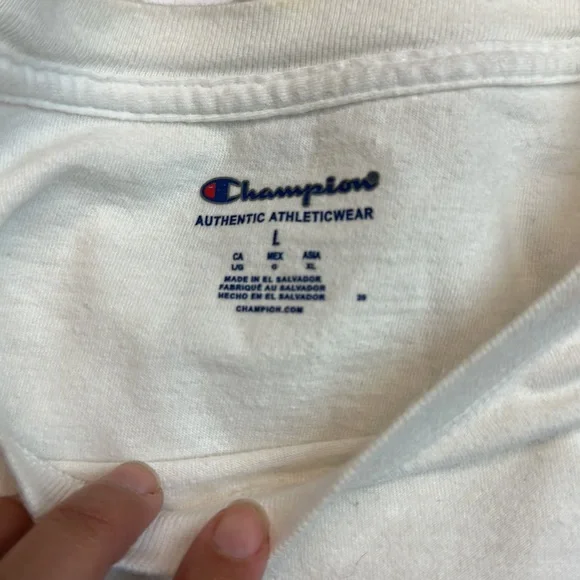 Champion®
AUTHENTIC ATHLETICWEAR
L
CA MEX ASIA
L/G G XL
MADE IN EL SALVADOR
FABRIQUÉ AU SALVADOR
HECHO EN EL SALVADOR
CHAMPION.COM